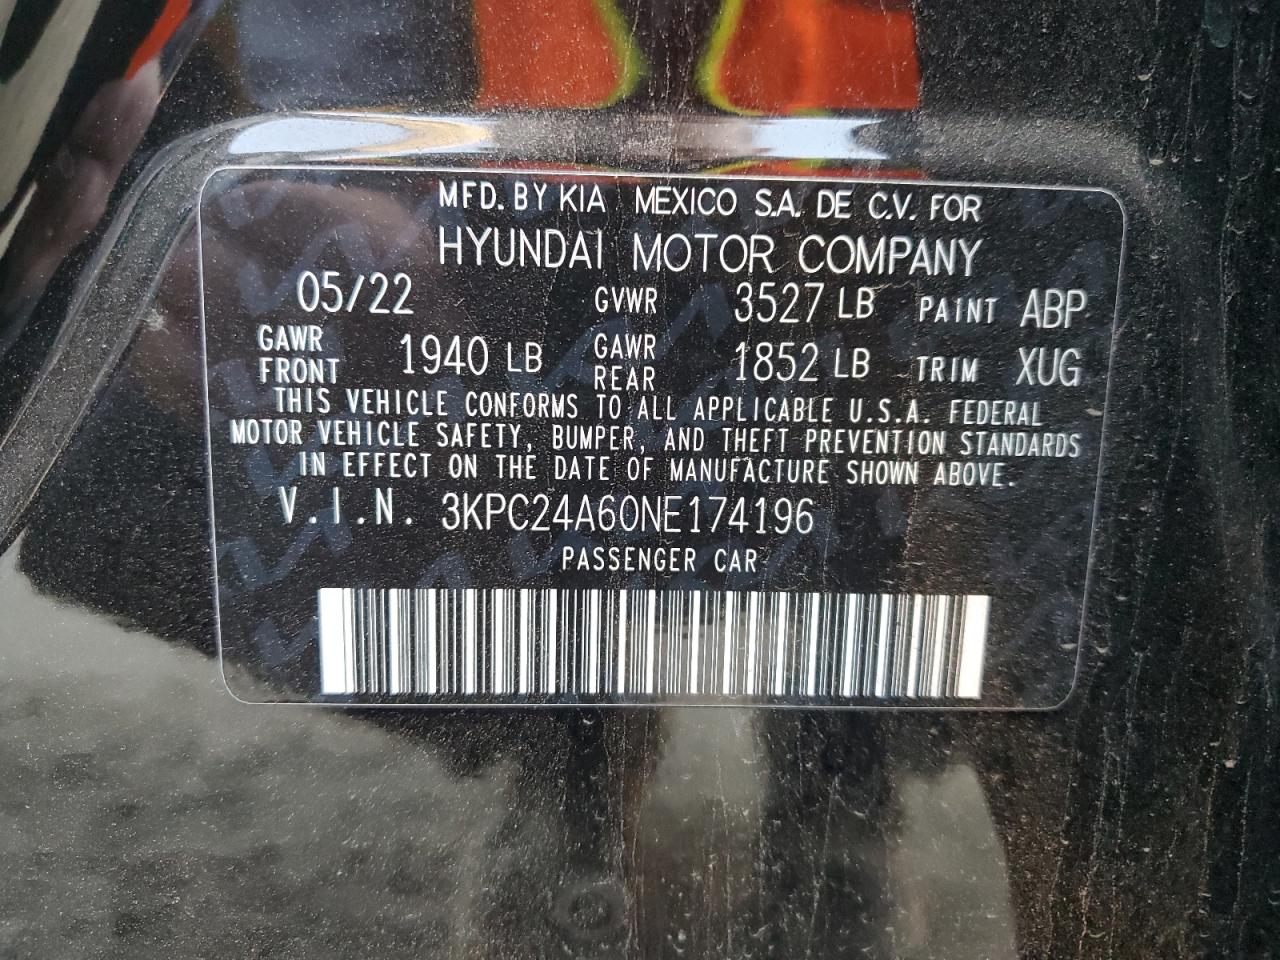 MFD. BY KIA MEXICO S.A. DE C.V. FOR
HYUNDAI MOTOR COMPANY
05/22 GVWR 3527 LB PAINT ABP
GAWR FRONT 1940 LB GAWR REAR 1852 LB TRIM XUG
THIS VEHICLE CONFORMS TO ALL APPLICABLE U.S.A. FEDERAL
MOTOR VEHICLE SAFETY, BUMPER, AND THEFT PREVENTION STANDARDS
IN EFFECT ON THE DATE OF MANUFACTURE SHOWN ABOVE.
V.I.N. 3KPC24A60NE174196
PASSENGER CAR